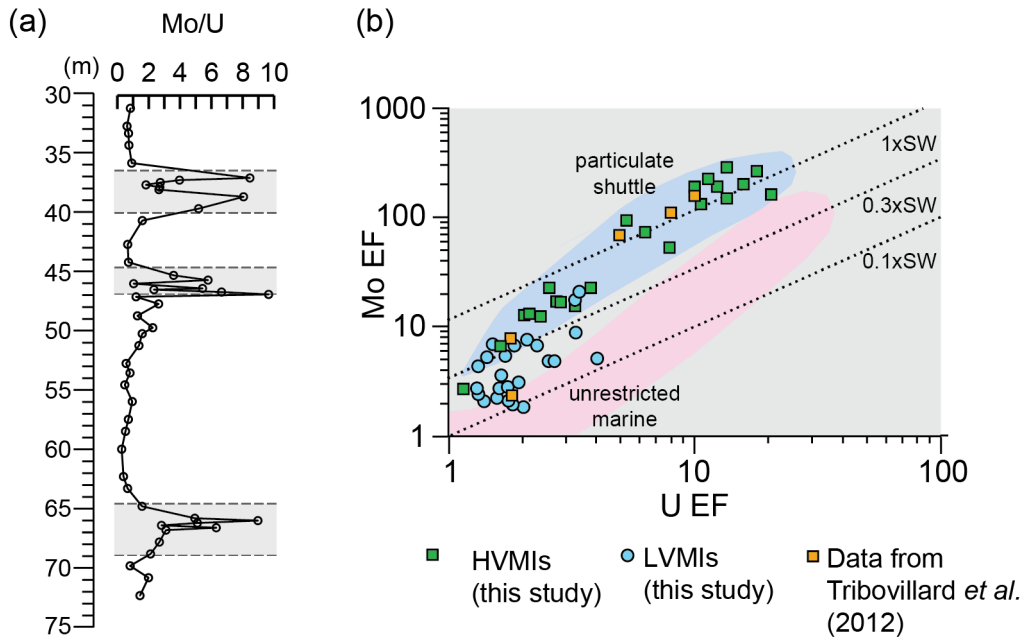 (a)
Mo/U
(m)
0 2 4 6 8 10
30
35
40
45
50
55
60
65
70
75
(b)
Mo EF
1000
100
10
1
particulate
shuttle
1xSW
0.3xSW
0.1xSW
unrestricted
marine
1 10 100
U EF
HVMIs
(this study)
LVMIs
(this study)
Data from
Tribovillard et al.
(2012)